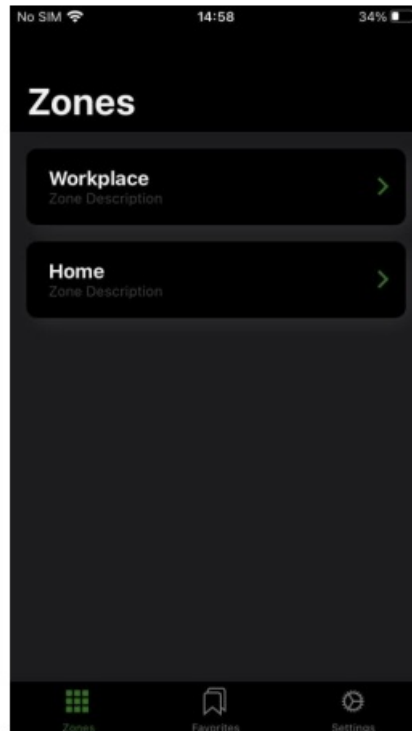 No SIM 14:58 34%
Zones
Workplace
Zone Description
Home
Zone Description
Zones Favorites Settings